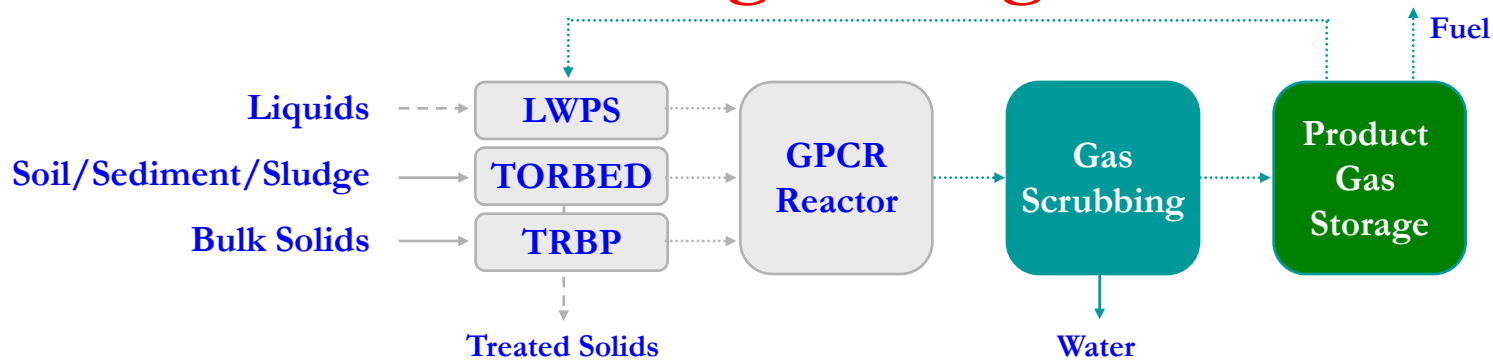 Fuel
Liquids
LWPS
Soil/Sediment/Sludge
TORBED
Bulk Solids
TRBP
GPCR
Reactor
Gas
Scrubbing
Product
Gas
Storage
Treated Solids
Water